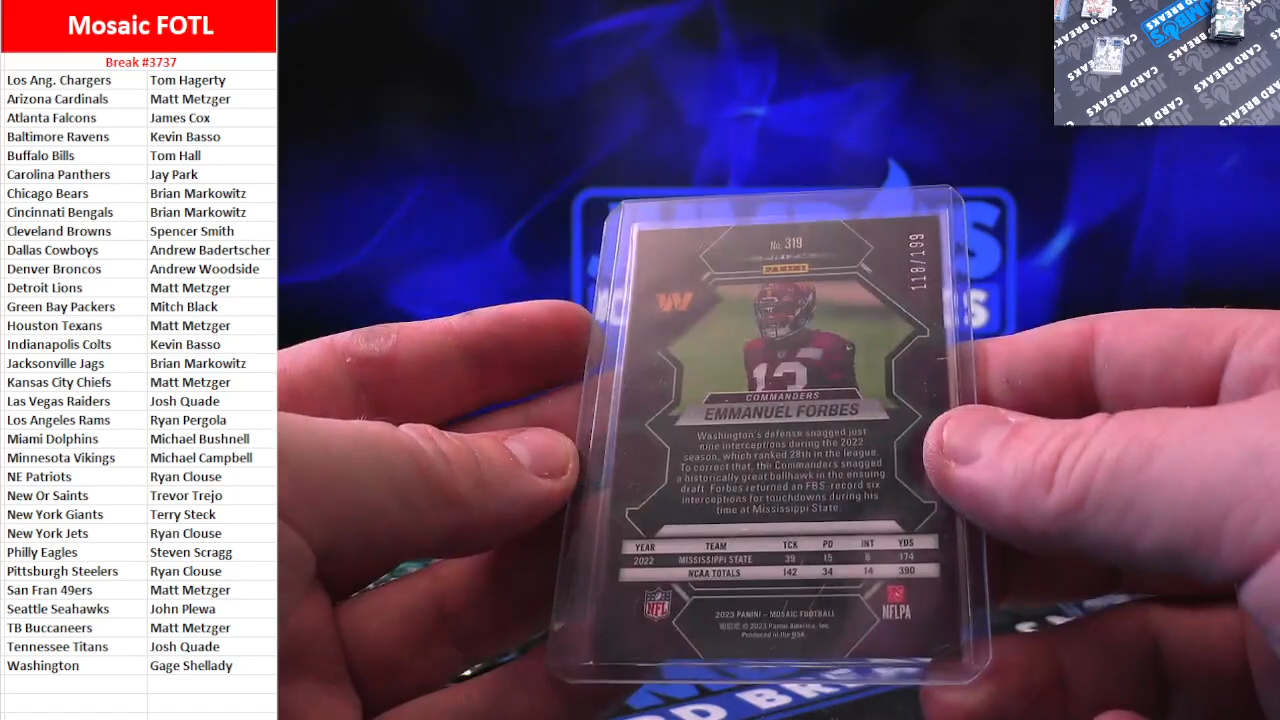 Mosaic FOTL
Break #3737
Los Ang. Chargers Tom Hagerty
Arizona Cardinals Matt Metzger
Atlanta Falcons James Cox
Baltimore Ravens Kevin Basso
Buffalo Bills Tom Hall
Carolina Panthers Jay Park
Chicago Bears Brian Markowitz
Cincinnati Bengals Brian Markowitz
Cleveland Browns Spencer Smith
Dallas Cowboys Andrew Badertscher
Denver Broncos Andrew Woodside
Detroit Lions Matt Metzger
Green Bay Packers Mitch Black
Houston Texans Matt Metzger
Indianapolis Colts Kevin Basso
Jacksonville Jags Brian Markowitz
Kansas City Chiefs Matt Metzger
Las Vegas Raiders Josh Quade
Los Angeles Rams Ryan Pergola
Miami Dolphins Michael Bushnell
Minnesota Vikings Michael Campbell
NE Patriots Ryan Clouse
New Or Saints Trevor Trejo
New York Giants Terry Steck
New York Jets Ryan Clouse
Philly Eagles Steven Scragg
Pittsburgh Steelers Ryan Clouse
San Fran 49ers Matt Metzger
Seattle Seahawks John Plewa
TB Buccaneers Matt Metzger
Tennessee Titans Josh Quade
Washington Gage Shellady
No. 319
118/199
PANINI
W
13
COMMANDERS
EMMANUEL FORBES
Washington's defense snagged just
nine interceptions during the 2022
season, which ranked 28th in the league.
To correct that, the Commanders snagged
a historically great ballhawk in the ensuing
draft. Forbes returned an FBS-record six
interceptions for touchdowns during his
time at Mississippi State.
YEAR TEAM TCK PD INT YDS
2022 MISSISSIPPI STATE 39 15 6 174
NCAA TOTALS 142 34 14 390
NFL
NFLPA
2023 PANINI – MOSAIC FOOTBALL
© 2023 Panini America, Inc.
Produced in the USA.
JUMBO'S
CARD BREAKS